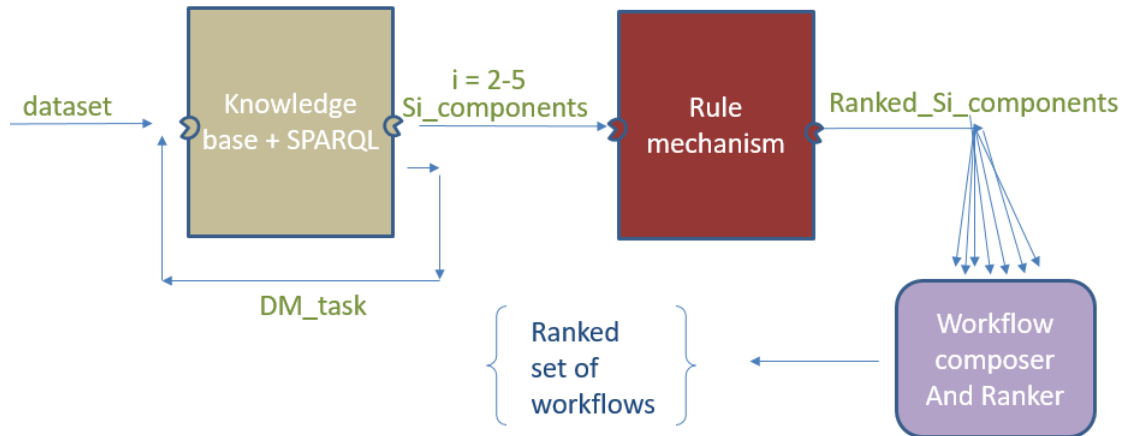 dataset
Knowledge
base + SPARQL
i = 2-5
Si_components
Rule
mechanism
Ranked_Si_components
DM_task
Workflow
composer
And Ranker
Ranked
set of
workflows